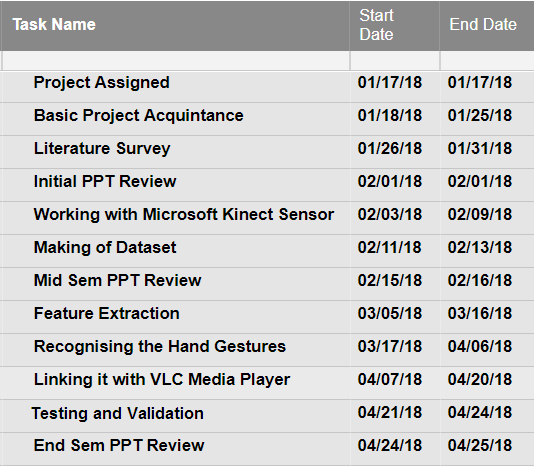 Task Name Start Date End Date
Project Assigned 01/17/18 01/17/18
Basic Project Acquintance 01/18/18 01/25/18
Literature Survey 01/26/18 01/31/18
Initial PPT Review 02/01/18 02/01/18
Working with Microsoft Kinect Sensor 02/03/18 02/09/18
Making of Dataset 02/11/18 02/13/18
Mid Sem PPT Review 02/15/18 02/16/18
Feature Extraction 03/05/18 03/16/18
Recognising the Hand Gestures 03/17/18 04/06/18
Linking it with VLC Media Player 04/07/18 04/20/18
Testing and Validation 04/21/18 04/24/18
End Sem PPT Review 04/24/18 04/25/18